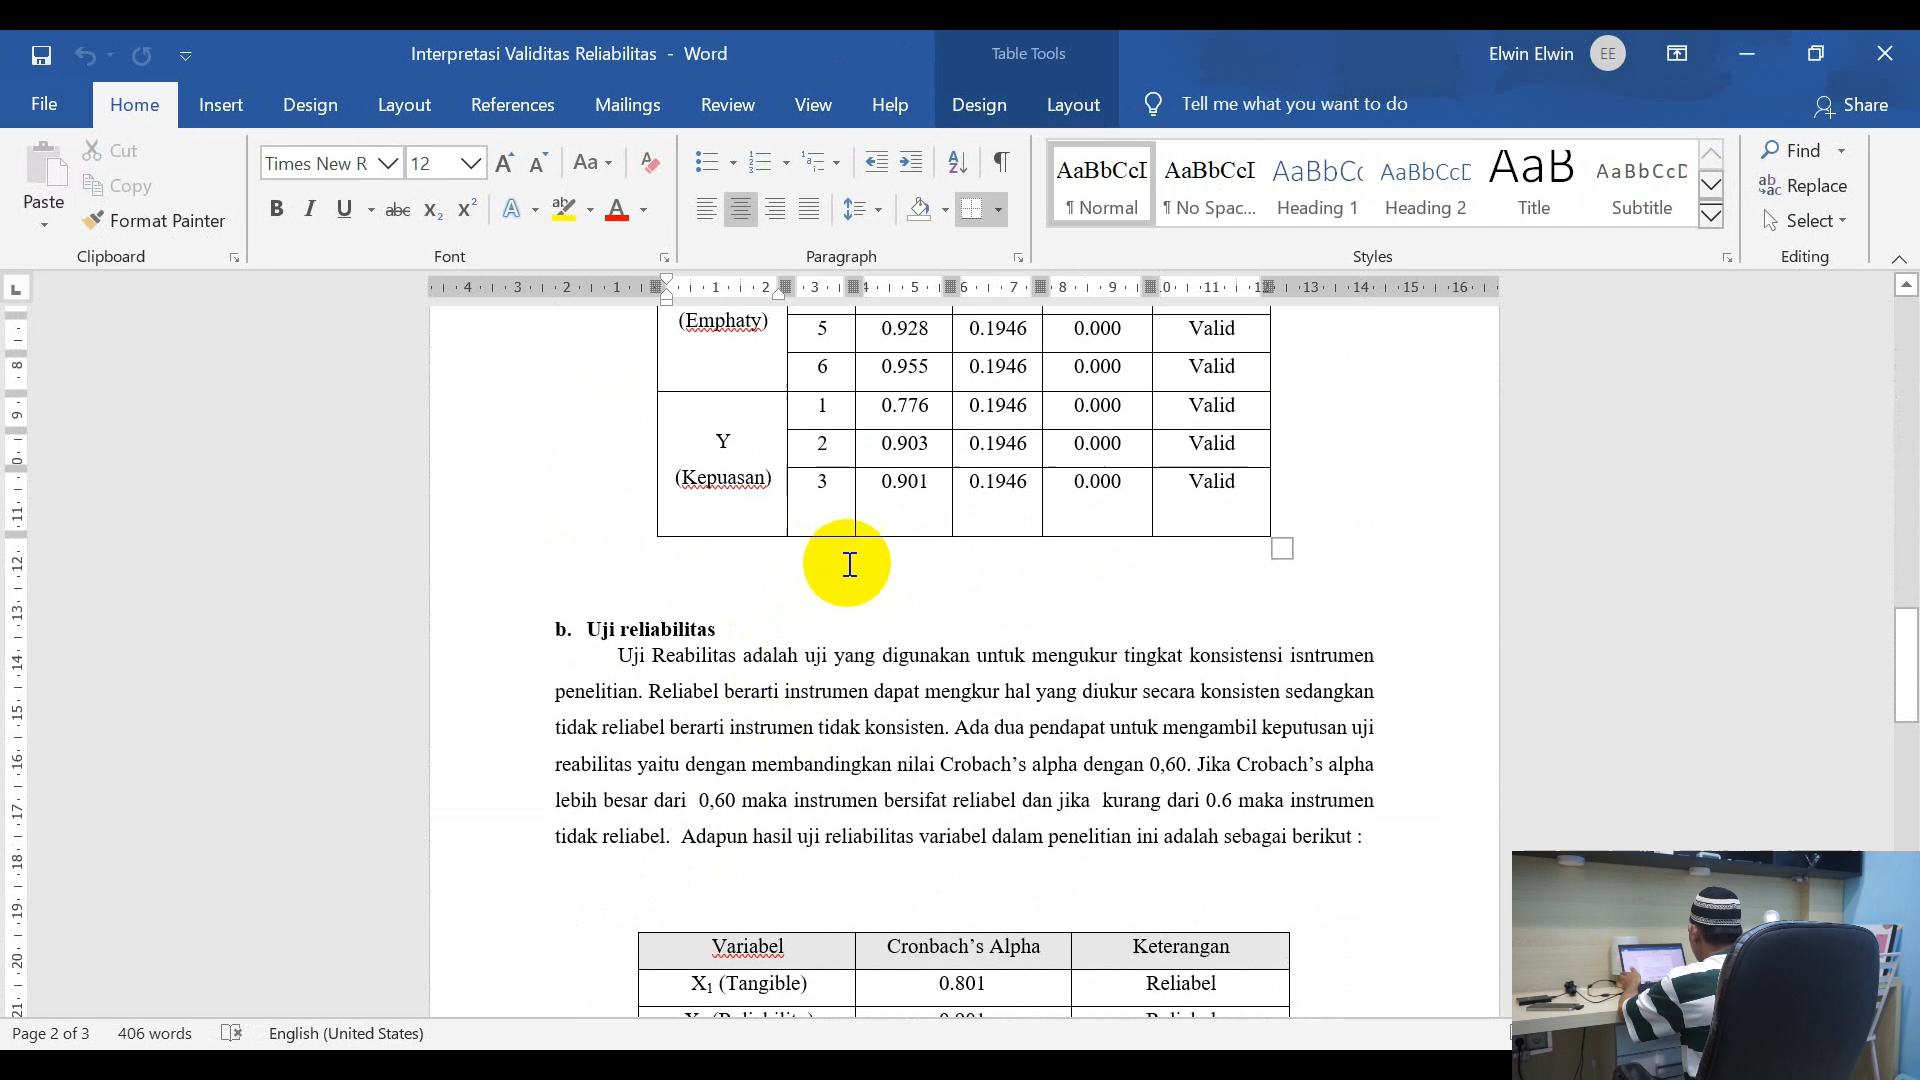 Interpretasi Validitas Reliabilitas - Word
Table Tools
Elwin Elwin
EE
File
Home
Insert
Design
Layout
References
Mailings
Review
View
Help
Design
Layout
Tell me what you want to do
Share
Paste
Cut
Copy
Format Painter
Clipboard
Times New R
12
Font
Paragraph
AaBbCcI
¶ Normal
AaBbCcI
¶ No Spac...
AaBbCc
Heading 1
AaBbCcD
Heading 2
AaB
Title
AaBbCcD
Subtitle
Styles
Find
Replace
Select
Editing
(Emphaty)
5 0.928 0.1946 0.000 Valid
6 0.955 0.1946 0.000 Valid
Y
(Kepuasan)
1 0.776 0.1946 0.000 Valid
2 0.903 0.1946 0.000 Valid
3 0.901 0.1946 0.000 Valid
b. Uji reliabilitas
Uji Reabilitas adalah uji yang digunakan untuk mengukur tingkat konsistensi isntrumen
penelitian. Reliabel berarti instrumen dapat mengkur hal yang diukur secara konsisten sedangkan
tidak reliabel berarti instrumen tidak konsisten. Ada dua pendapat untuk mengambil keputusan uji
reabilitas yaitu dengan membandingkan nilai Crobach's alpha dengan 0,60. Jika Crobach's alpha
lebih besar dari 0,60 maka instrumen bersifat reliabel dan jika kurang dari 0.6 maka instrumen
tidak reliabel. Adapun hasil uji reliabilitas variabel dalam penelitian ini adalah sebagai berikut :
Variabel Cronbach's Alpha Keterangan
X₁ (Tangible) 0.801 Reliabel
Page 2 of 3
406 words
English (United States)